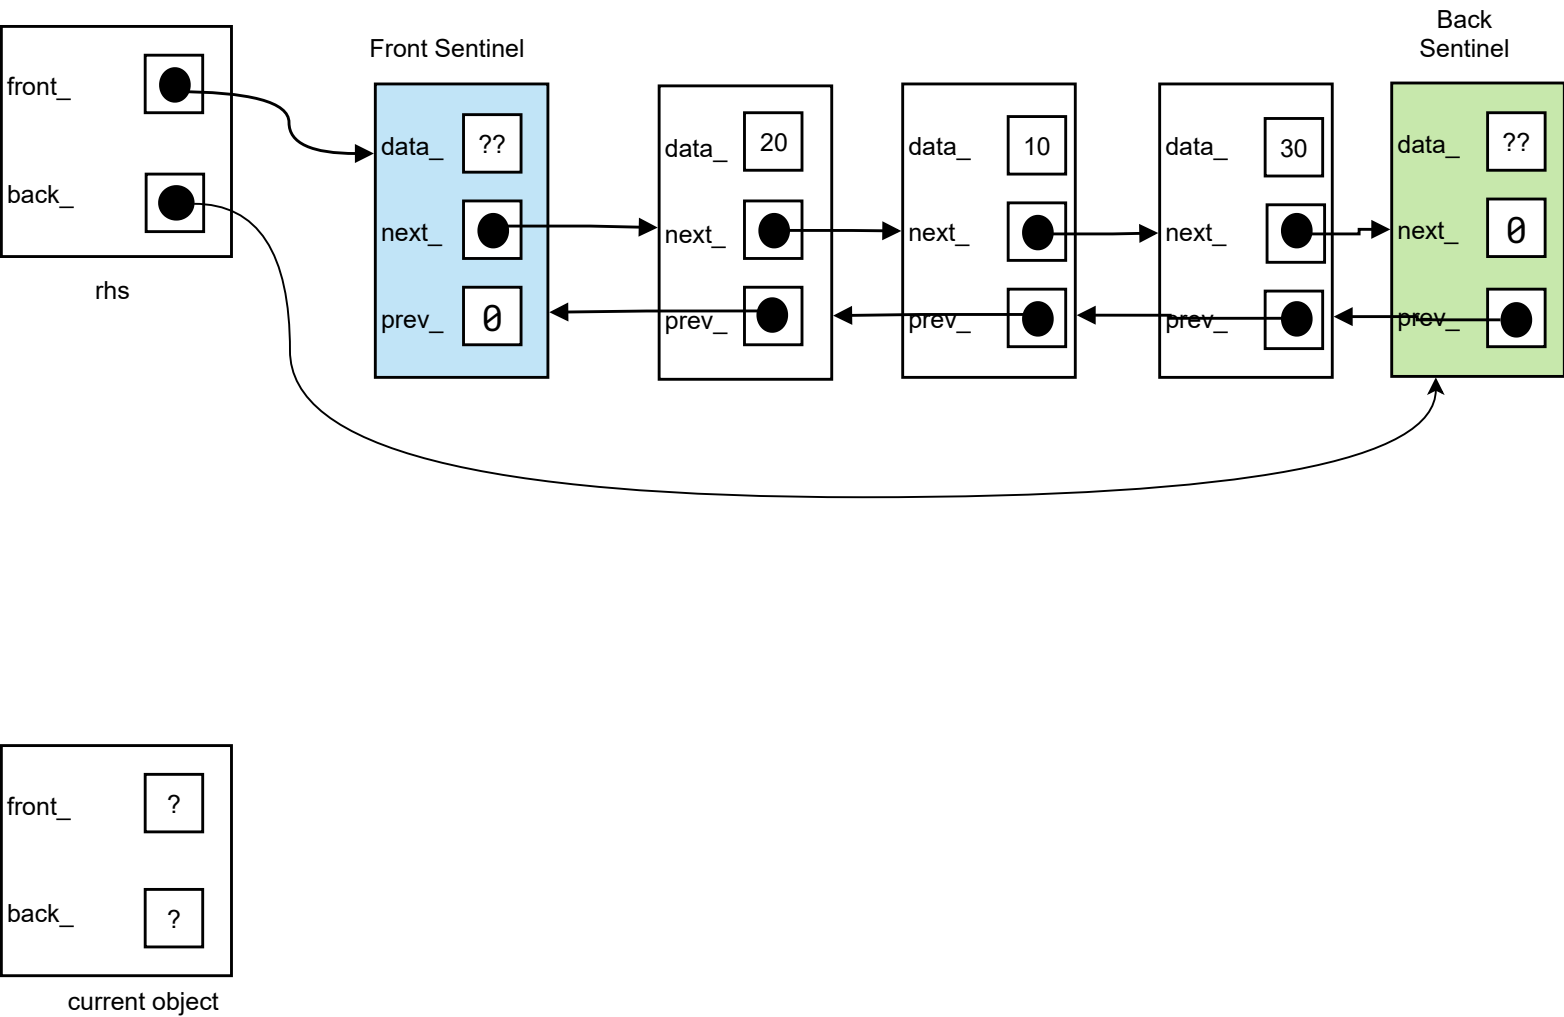 Back
Sentinel
Front Sentinel
front_
back_
rhs
data_ ??
next_
prev_ 0
data_ 20
next_
prev_
data_ 10
next_
prev_
data_ 30
next_
prev_
data_ ??
next_ 0
prev_
front_ ?
back_ ?
current object